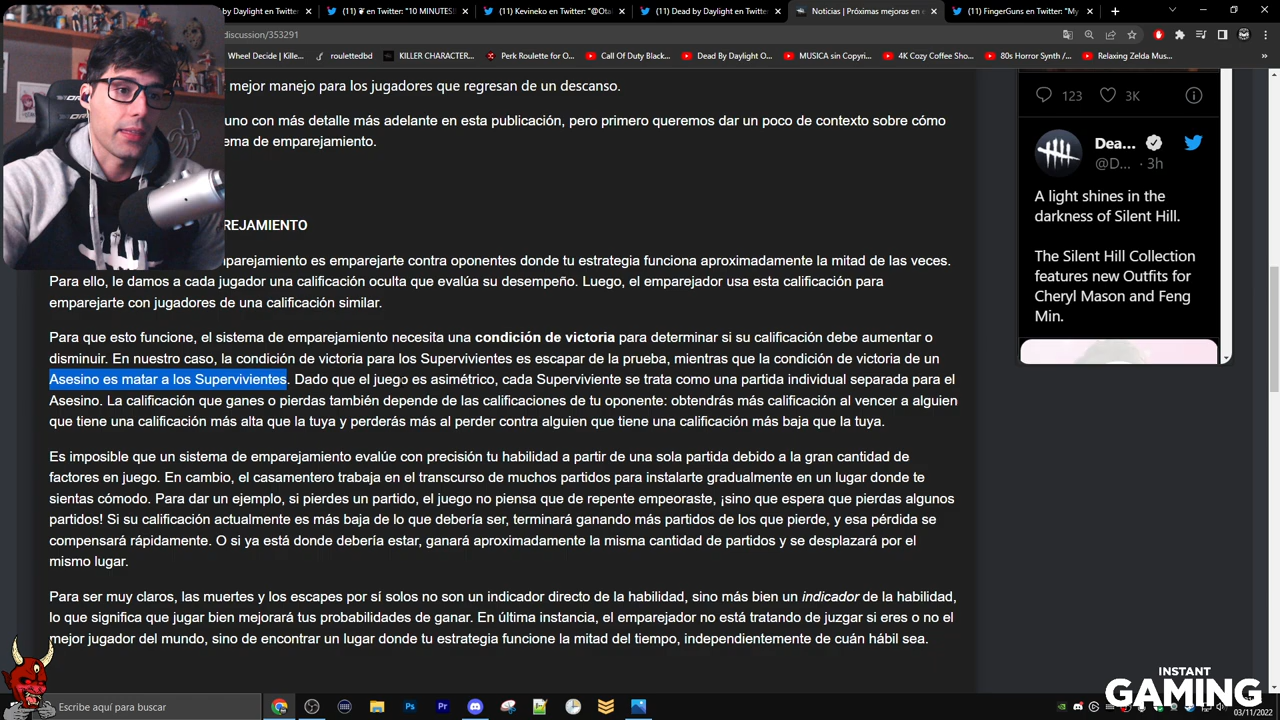 by Daylight en Twitter
(11) ❦ en Twitter: "10 MINUTES!
(11) Kevineko en Twitter: "@Ota
(11) Dead by Daylight en Twitter
Noticias | Próximas mejoras en e
(11) FingerGuns en Twitter: "My
discussion/353291
Wheel Decide | Kille...
roulettedbd
KILLER CHARACTER...
Perk Roulette for O...
Call Of Duty Black...
Dead By Daylight O...
MUSICA sin Copyri...
4K Cozy Coffee Sho...
80s Horror Synth /...
Relaxing Zelda Mus...
mejor manejo para los jugadores que regresan de un descanso.
uno con más detalle más adelante en esta publicación, pero primero queremos dar un poco de contexto sobre cómo
ema de emparejamiento.
REJAMIENTO
parejamiento es emparejarte contra oponentes donde tu estrategia funciona aproximadamente la mitad de las veces.
Para ello, le damos a cada jugador una calificación oculta que evalúa su desempeño. Luego, el emparejador usa esta calificación para
emparejarte con jugadores de una calificación similar.
Para que esto funcione, el sistema de emparejamiento necesita una condición de victoria para determinar si su calificación debe aumentar o
disminuir. En nuestro caso, la condición de victoria para los Supervivientes es escapar de la prueba, mientras que la condición de victoria de un
Asesino es matar a los Supervivientes. Dado que el juego es asimétrico, cada Superviviente se trata como una partida individual separada para el
Asesino. La calificación que ganes o pierdas también depende de las calificaciones de tu oponente: obtendrás más calificación al vencer a alguien
que tiene una calificación más alta que la tuya y perderás más al perder contra alguien que tiene una calificación más baja que la tuya.
Es imposible que un sistema de emparejamiento evalúe con precisión tu habilidad a partir de una sola partida debido a la gran cantidad de
factores en juego. En cambio, el casamentero trabaja en el transcurso de muchos partidos para instalarte gradualmente en un lugar donde te
sientas cómodo. Para dar un ejemplo, si pierdes un partido, el juego no piensa que de repente empeoraste, ¡sino que espera que pierdas algunos
partidos! Si su calificación actualmente es más baja de lo que debería ser, terminará ganando más partidos de los que pierde, y esa pérdida se
compensará rápidamente. O si ya está donde debería estar, ganará aproximadamente la misma cantidad de partidos y se desplazará por el
mismo lugar.
Para ser muy claros, las muertes y los escapes por sí solos no son un indicador directo de la habilidad, sino más bien un indicador de la habilidad,
lo que significa que jugar bien mejorará tus probabilidades de ganar. En última instancia, el emparejador no está tratando de juzgar si eres o no el
mejor jugador del mundo, sino de encontrar un lugar donde tu estrategia funcione la mitad del tiempo, independientemente de cuán hábil sea.
123
3K
Dea...
@D... · 3h
A light shines in the
darkness of Silent Hill.
The Silent Hill Collection
features new Outfits for
Cheryl Mason and Feng
Min.
INSTANT
GAMING
Escribe aquí para buscar
03/11/2022